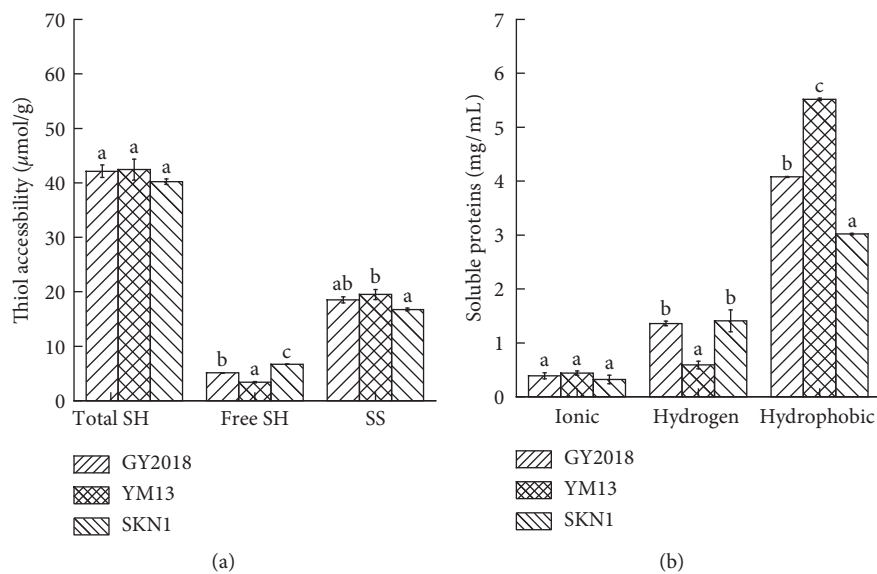 70
60
50
40
30
20
10
0
Thiol accessbility (μmol/g)
a
a
a
b
a
c
ab
b
a
Total SH
Free SH
SS
GY2018
YM13
SKN1
(a)
7
6
5
4
3
2
1
0
Soluble proteins (mg/mL)
a
a
a
b
a
b
b
c
a
Ionic
Hydrogen
Hydrophobic
GY2018
YM13
SKN1
(b)